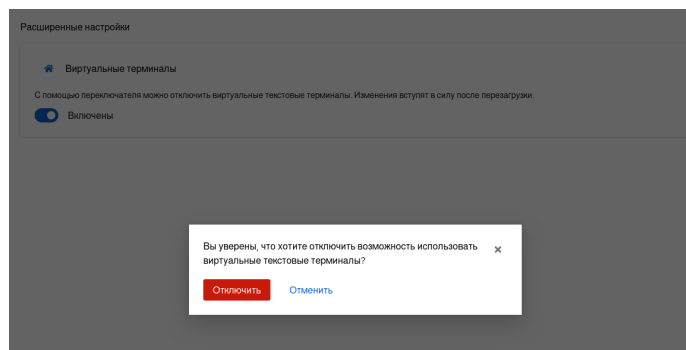 Расширенные настройки
Виртуальные терминалы
С помощью переключателя можно отключить виртуальные текстовые терминалы. Изменения вступят в силу после перезагрузки.
Включены
Вы уверены, что хотите отключить возможность использовать
виртуальные текстовые терминалы?
Отключить Отменить